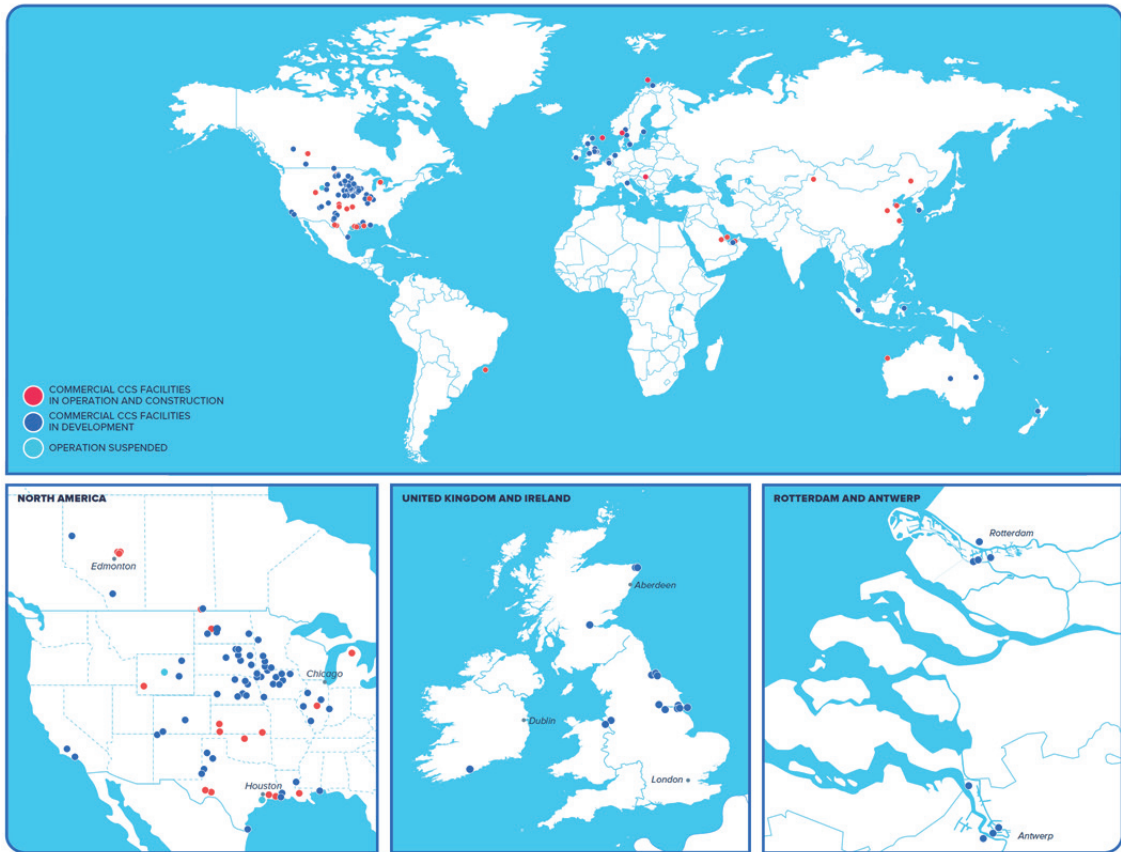 COMMERCIAL CCS FACILITIES
IN OPERATION AND CONSTRUCTION
COMMERCIAL CCS FACILITIES
IN DEVELOPMENT
OPERATION SUSPENDED
NORTH AMERICA
Edmonton
Chicago
Houston
UNITED KINGDOM AND IRELAND
Aberdeen
Dublin
London
ROTTERDAM AND ANTWERP
Rotterdam
Antwerp